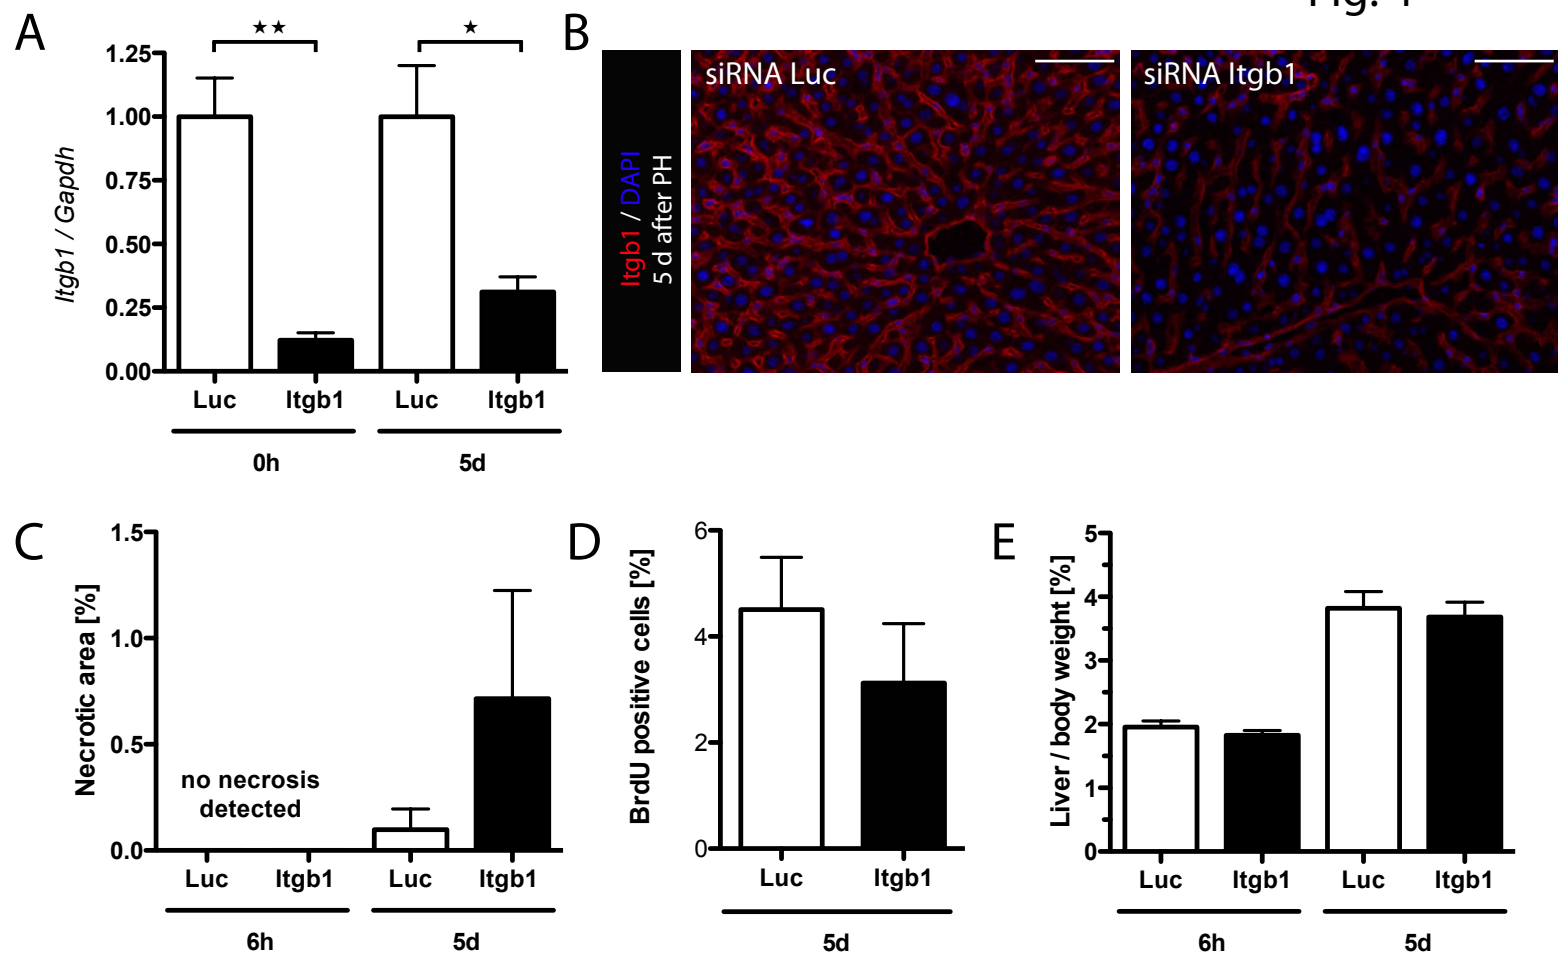 A
Itgb1 / Gapdh
1.25
1.00
0.75
0.50
0.25
0.00
★★
★
Luc
Itgb1
Luc
Itgb1
0h
5d
B
Itgb1 / DAPI
5 d after PH
siRNA Luc
siRNA Itgb1
C
Necrotic area [%]
1.5
1.0
0.5
0.0
no necrosis
detected
Luc
Itgb1
Luc
Itgb1
6h
5d
D
BrdU positive cells [%]
6
4
2
0
Luc
Itgb1
5d
E
Liver / body weight [%]
5
4
3
2
1
0
Luc
Itgb1
Luc
Itgb1
6h
5d